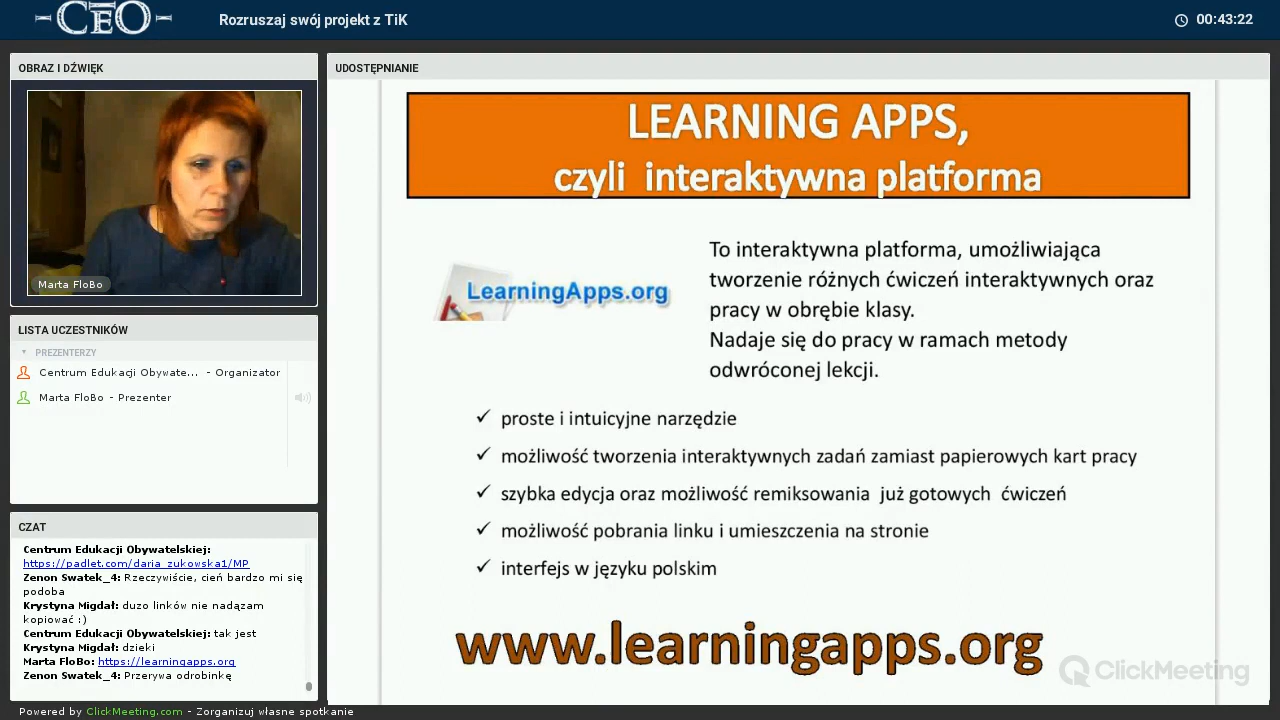 CEO
Rozruszaj swój projekt z TiK
00:43:22
OBRAZ I DŹWIĘK
Marta FloBo
LISTA UCZESTNIKÓW
PREZENTERZY
Centrum Edukacji Obywate... - Organizator
Marta FloBo - Prezenter
CZAT
Centrum Edukacji Obywatelskiej:
https://padlet.com/daria_zukowska1/MP
Zenon Swatek_4: Rzeczywiście, cień bardzo mi się
podoba
Krystyna Migdał: duzo linków nie nadązam
kopiować :)
Centrum Edukacji Obywatelskiej: tak jest
Krystyna Migdał: dzieki
Marta FloBo: https://learningapps.org
Zenon Swatek_4: Przerywa odrobinkę
UDOSTĘPNIANIE
LEARNING APPS,
czyli interaktywna platforma
LearningApps.org
To interaktywna platforma, umożliwiająca
tworzenie różnych ćwiczeń interaktywnych oraz
pracy w obrębie klasy.
Nadaje się do pracy w ramach metody
odwróconej lekcji.
✓ proste i intuicyjne narzędzie
✓ możliwość tworzenia interaktywnych zadań zamiast papierowych kart pracy
✓ szybka edycja oraz możliwość remiksowania już gotowych ćwiczeń
✓ możliwość pobrania linku i umieszczenia na stronie
✓ interfejs w języku polskim
www.learningapps.org
ClickMeeting
Powered by ClickMeeting.com - Zorganizuj własne spotkanie